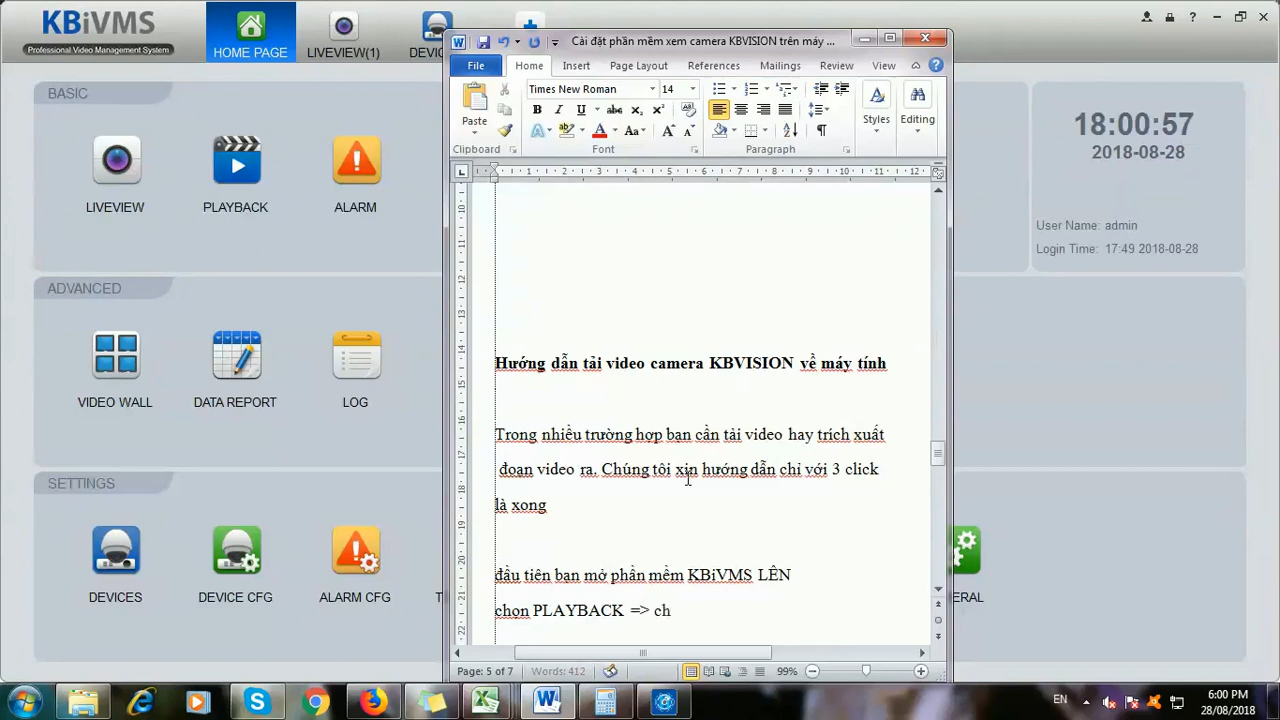 KBiVMS
Professional Video Management System
HOME PAGE
LIVEVIEW(1)
BASIC
LIVEVIEW
PLAYBACK
ALARM
ADVANCED
VIDEO WALL
DATA REPORT
LOG
SETTINGS
DEVICES
DEVICE CFG
ALARM CFG
18:00:57
2018-08-28
User Name: admin
Login Time: 17:49 2018-08-28
Cài đặt phần mềm xem camera KBVISION trên máy ...
File Home Insert Page Layout References Mailings Review View
Times New Roman 14
Paste
Styles
Editing
Clipboard
Font
Paragraph
Hướng dẫn tải video camera KBVISION về máy tính
Trong nhiều trường hợp bạn cần tải video hay trích xuất
đoạn video ra. Chúng tôi xin hướng dẫn chỉ với 3 click
là xong
đầu tiên bạn mở phần mềm KBiVMS LÊN
chọn PLAYBACK => ch
Page: 5 of 7 Words: 412 99%
EN
6:00 PM
28/08/2018